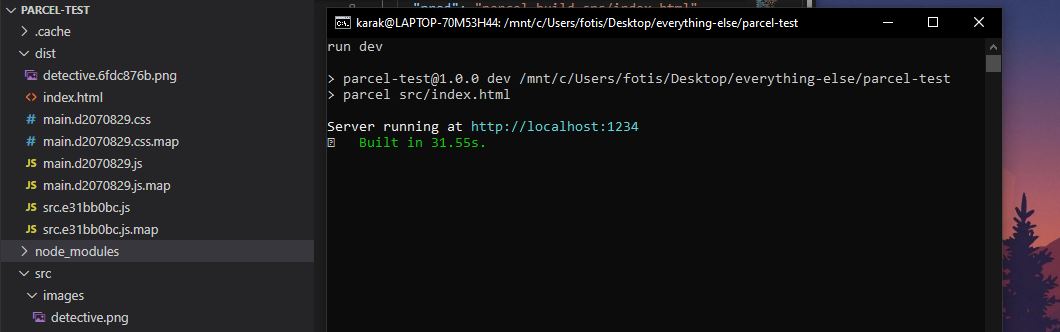 PARCEL-TEST
.cache
dist
detective.6fdc876b.png
index.html
main.d2070829.css
main.d2070829.css.map
JS main.d2070829.js
JS main.d2070829.js.map
JS src.e31bb0bc.js
JS src.e31bb0bc.js.map
node_modules
src
images
detective.png
karak@LAPTOP-70M53H44: /mnt/c/Users/fotis/Desktop/everything-else/parcel-test
run dev
> parcel-test@1.0.0 dev /mnt/c/Users/fotis/Desktop/everything-else/parcel-test
> parcel src/index.html
Server running at http://localhost:1234
Built in 31.55s.